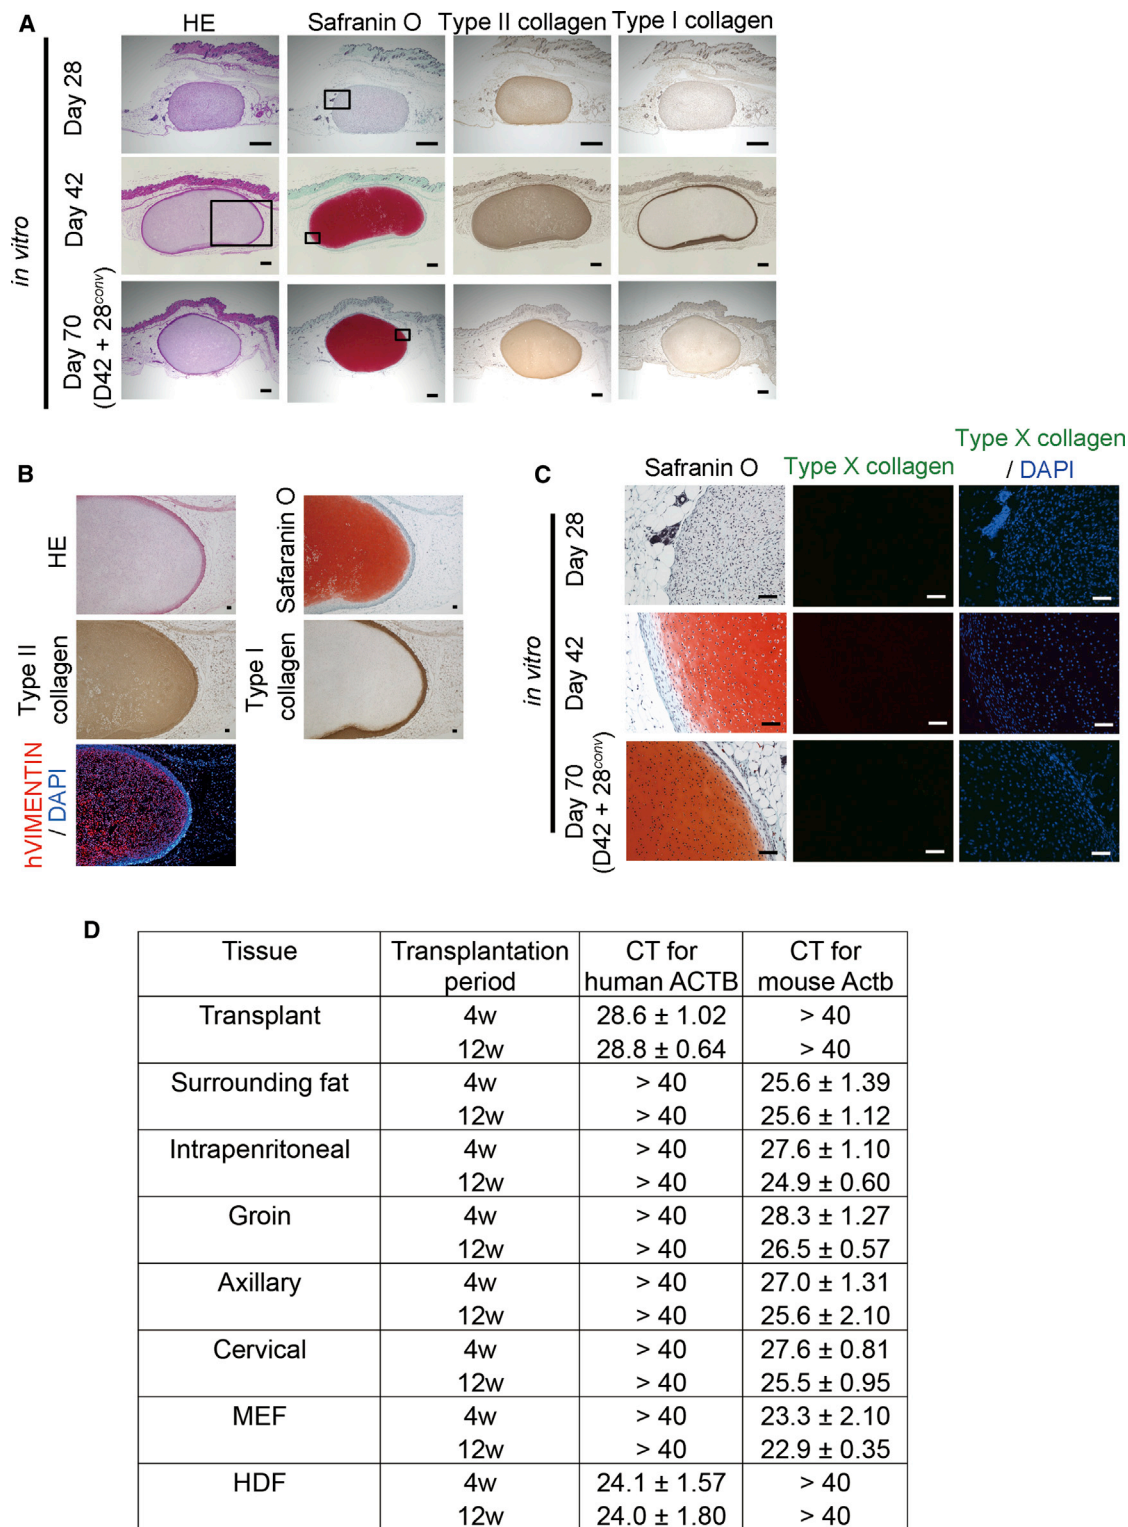 A
HE
Safranin O
Type II collagen
Type I collagen
in vitro
Day 28
Day 42
Day 70
(D42 + 28conv)
B
HE
Safaranin O
Type II
collagen
Type I
collagen
hVIMENTIN
/ DAPI
C
Safranin O
Type X collagen
Type X collagen
/ DAPI
in vitro
Day 28
Day 42
Day 70
(D42 + 28conv)
D
Tissue Transplantation period CT for human ACTB CT for mouse Actb
Transplant 4w 28.6 ± 1.02 > 40
12w 28.8 ± 0.64 > 40
Surrounding fat 4w > 40 25.6 ± 1.39
12w > 40 25.6 ± 1.12
Intrapenritoneal 4w > 40 27.6 ± 1.10
12w > 40 24.9 ± 0.60
Groin 4w > 40 28.3 ± 1.27
12w > 40 26.5 ± 0.57
Axillary 4w > 40 27.0 ± 1.31
12w > 40 25.6 ± 2.10
Cervical 4w > 40 27.6 ± 0.81
12w > 40 25.5 ± 0.95
MEF 4w > 40 23.3 ± 2.10
12w > 40 22.9 ± 0.35
HDF 4w 24.1 ± 1.57 > 40
12w 24.0 ± 1.80 > 40